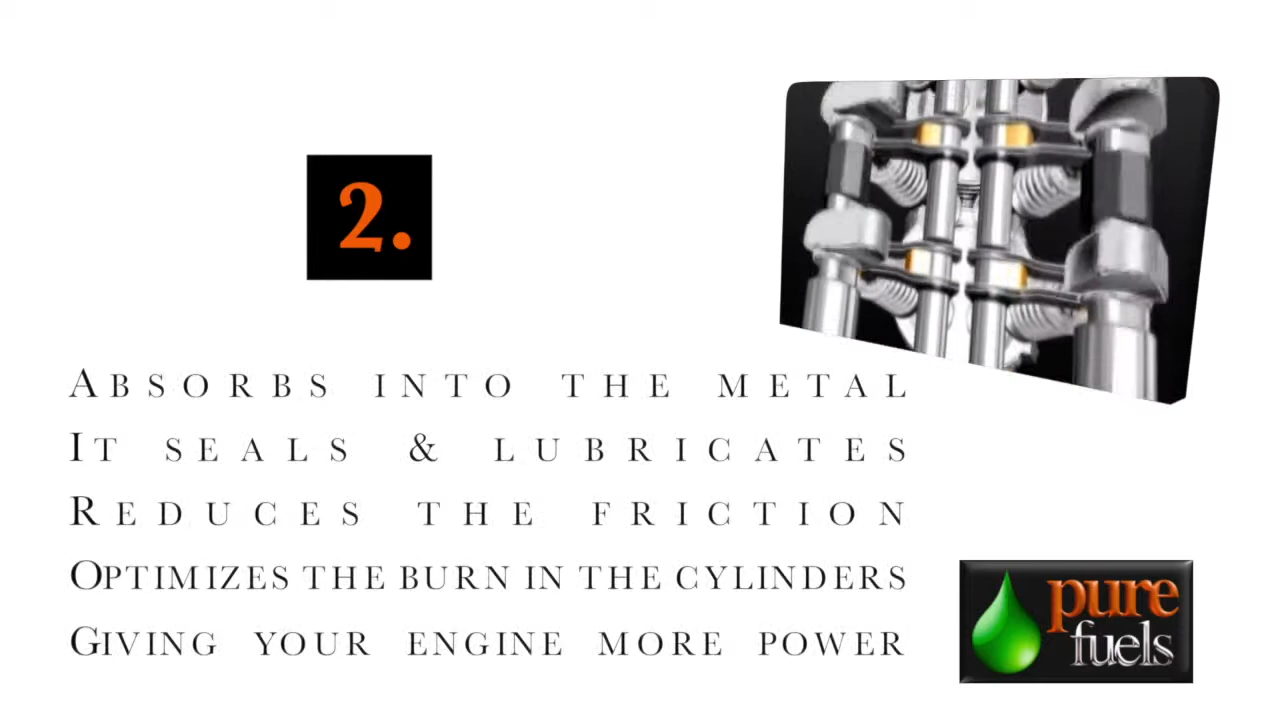 2.
Absorbs into the metal
It seals & lubricates
Reduces the friction
Optimizes the burn in the cylinders
Giving your engine more power
pure
fuels